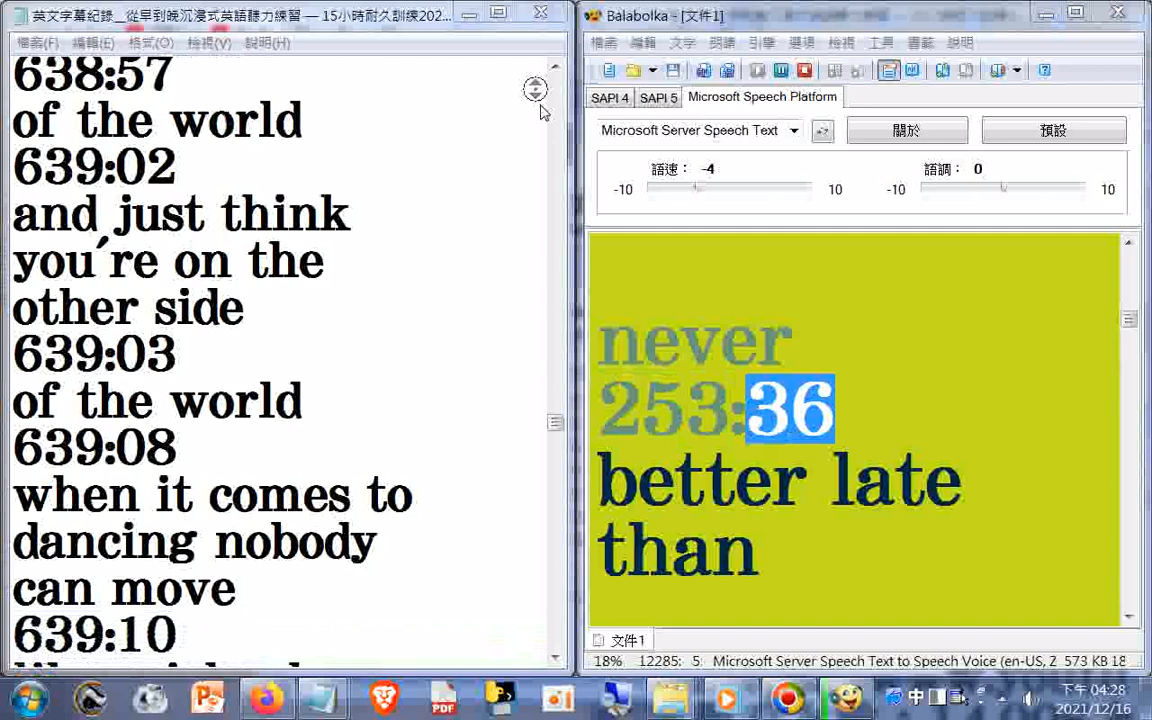 英文字幕紀錄__從早到晚沉浸式英語聽力練習 — 15小時耐久訓練202...
檔案(F) 編輯(E) 格式(O) 檢視(V) 說明(H)
638:57
of the world
639:02
and just think
you're on the
other side
639:03
of the world
639:08
when it comes to
dancing nobody
can move
639:10
Balabolka - [文件1]
檔案 編輯 文字 朗讀 引擎 選項 檢視 工具 書籤 說明
SAPI 4 SAPI 5 Microsoft Speech Platform
Microsoft Server Speech Text 關於 預設
語速: -4 語調: 0
-10 10 -10 10
never
253:36
better late
than
文件1
18% 12285: 5: Microsoft Server Speech Text to Speech Voice (en-US, 2 573 KB 18
中
PDF
下午 04:28
2021/12/16